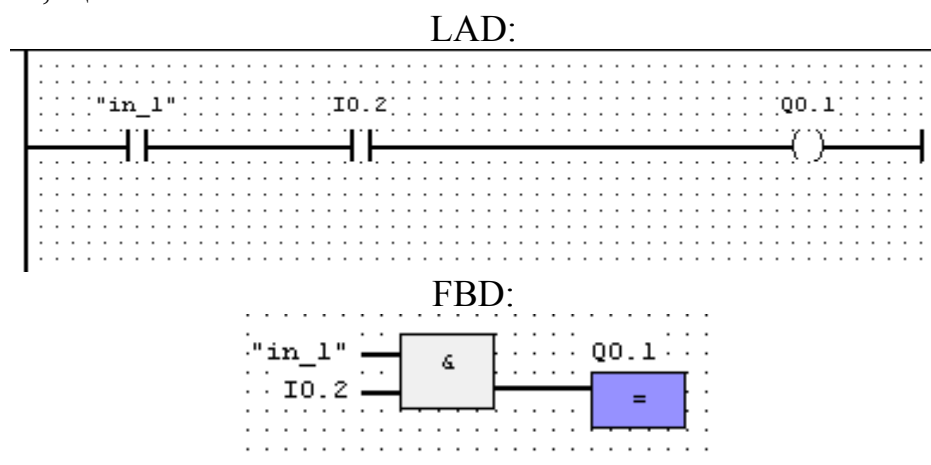 LAD:
"in_1" I0.2 Q0.1
FBD:
"in_1" & Q0.1
I0.2 =